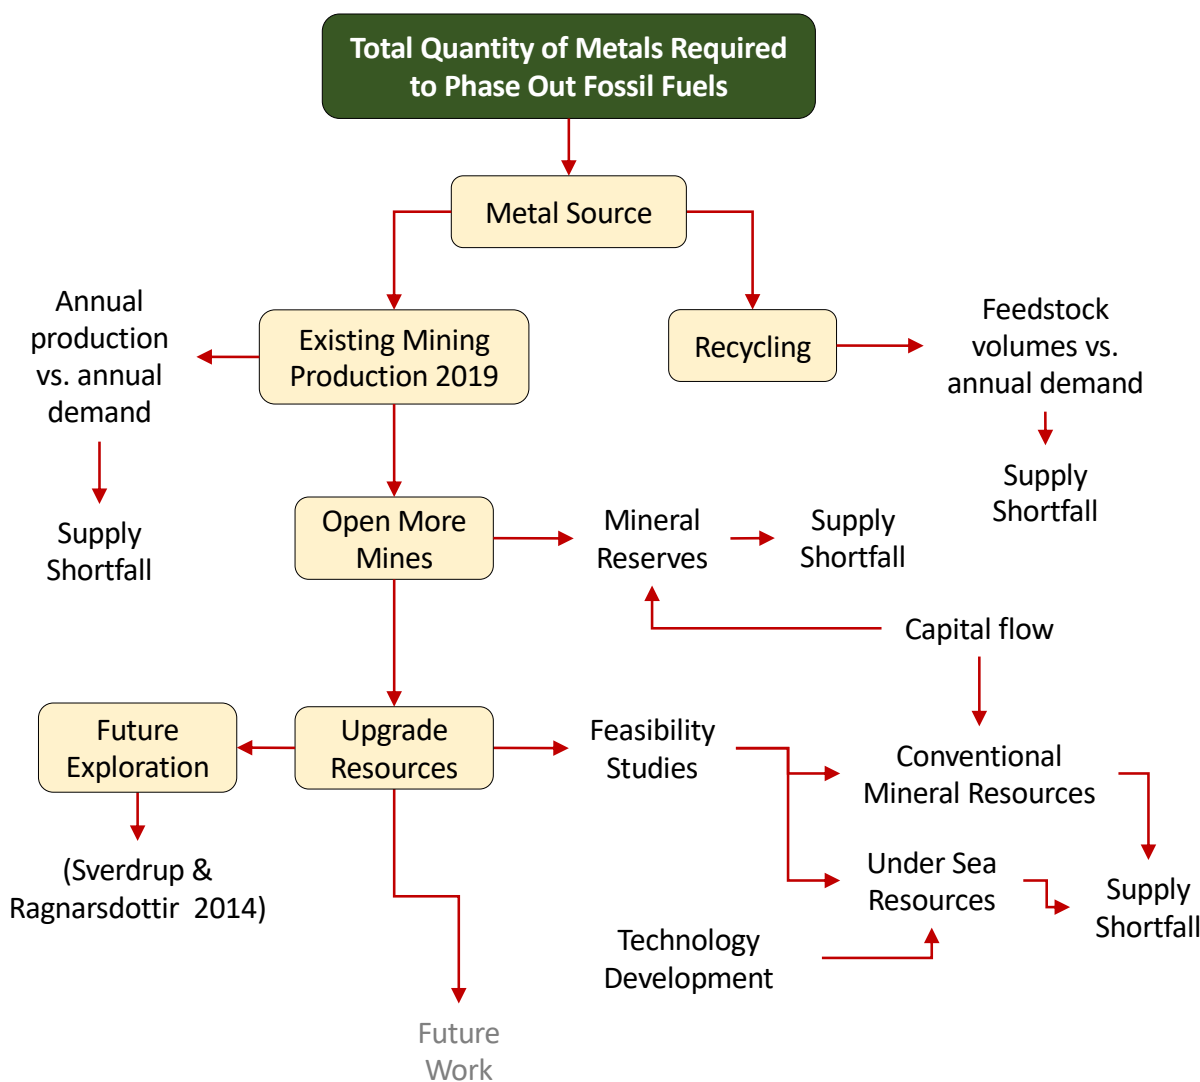 Total Quantity of Metals Required
to Phase Out Fossil Fuels
Metal Source
Annual
production
vs. annual
demand
Existing Mining
Production 2019
Recycling
Feedstock
volumes vs.
annual demand
Supply
Shortfall
Supply
Shortfall
Open More
Mines
Mineral
Reserves
Supply
Shortfall
Capital flow
Future
Exploration
Upgrade
Resources
Feasibility
Studies
Conventional
Mineral Resources
(Sverdrup &
Ragnarsdottir 2014)
Under Sea
Resources
Supply
Shortfall
Technology
Development
Future
Work